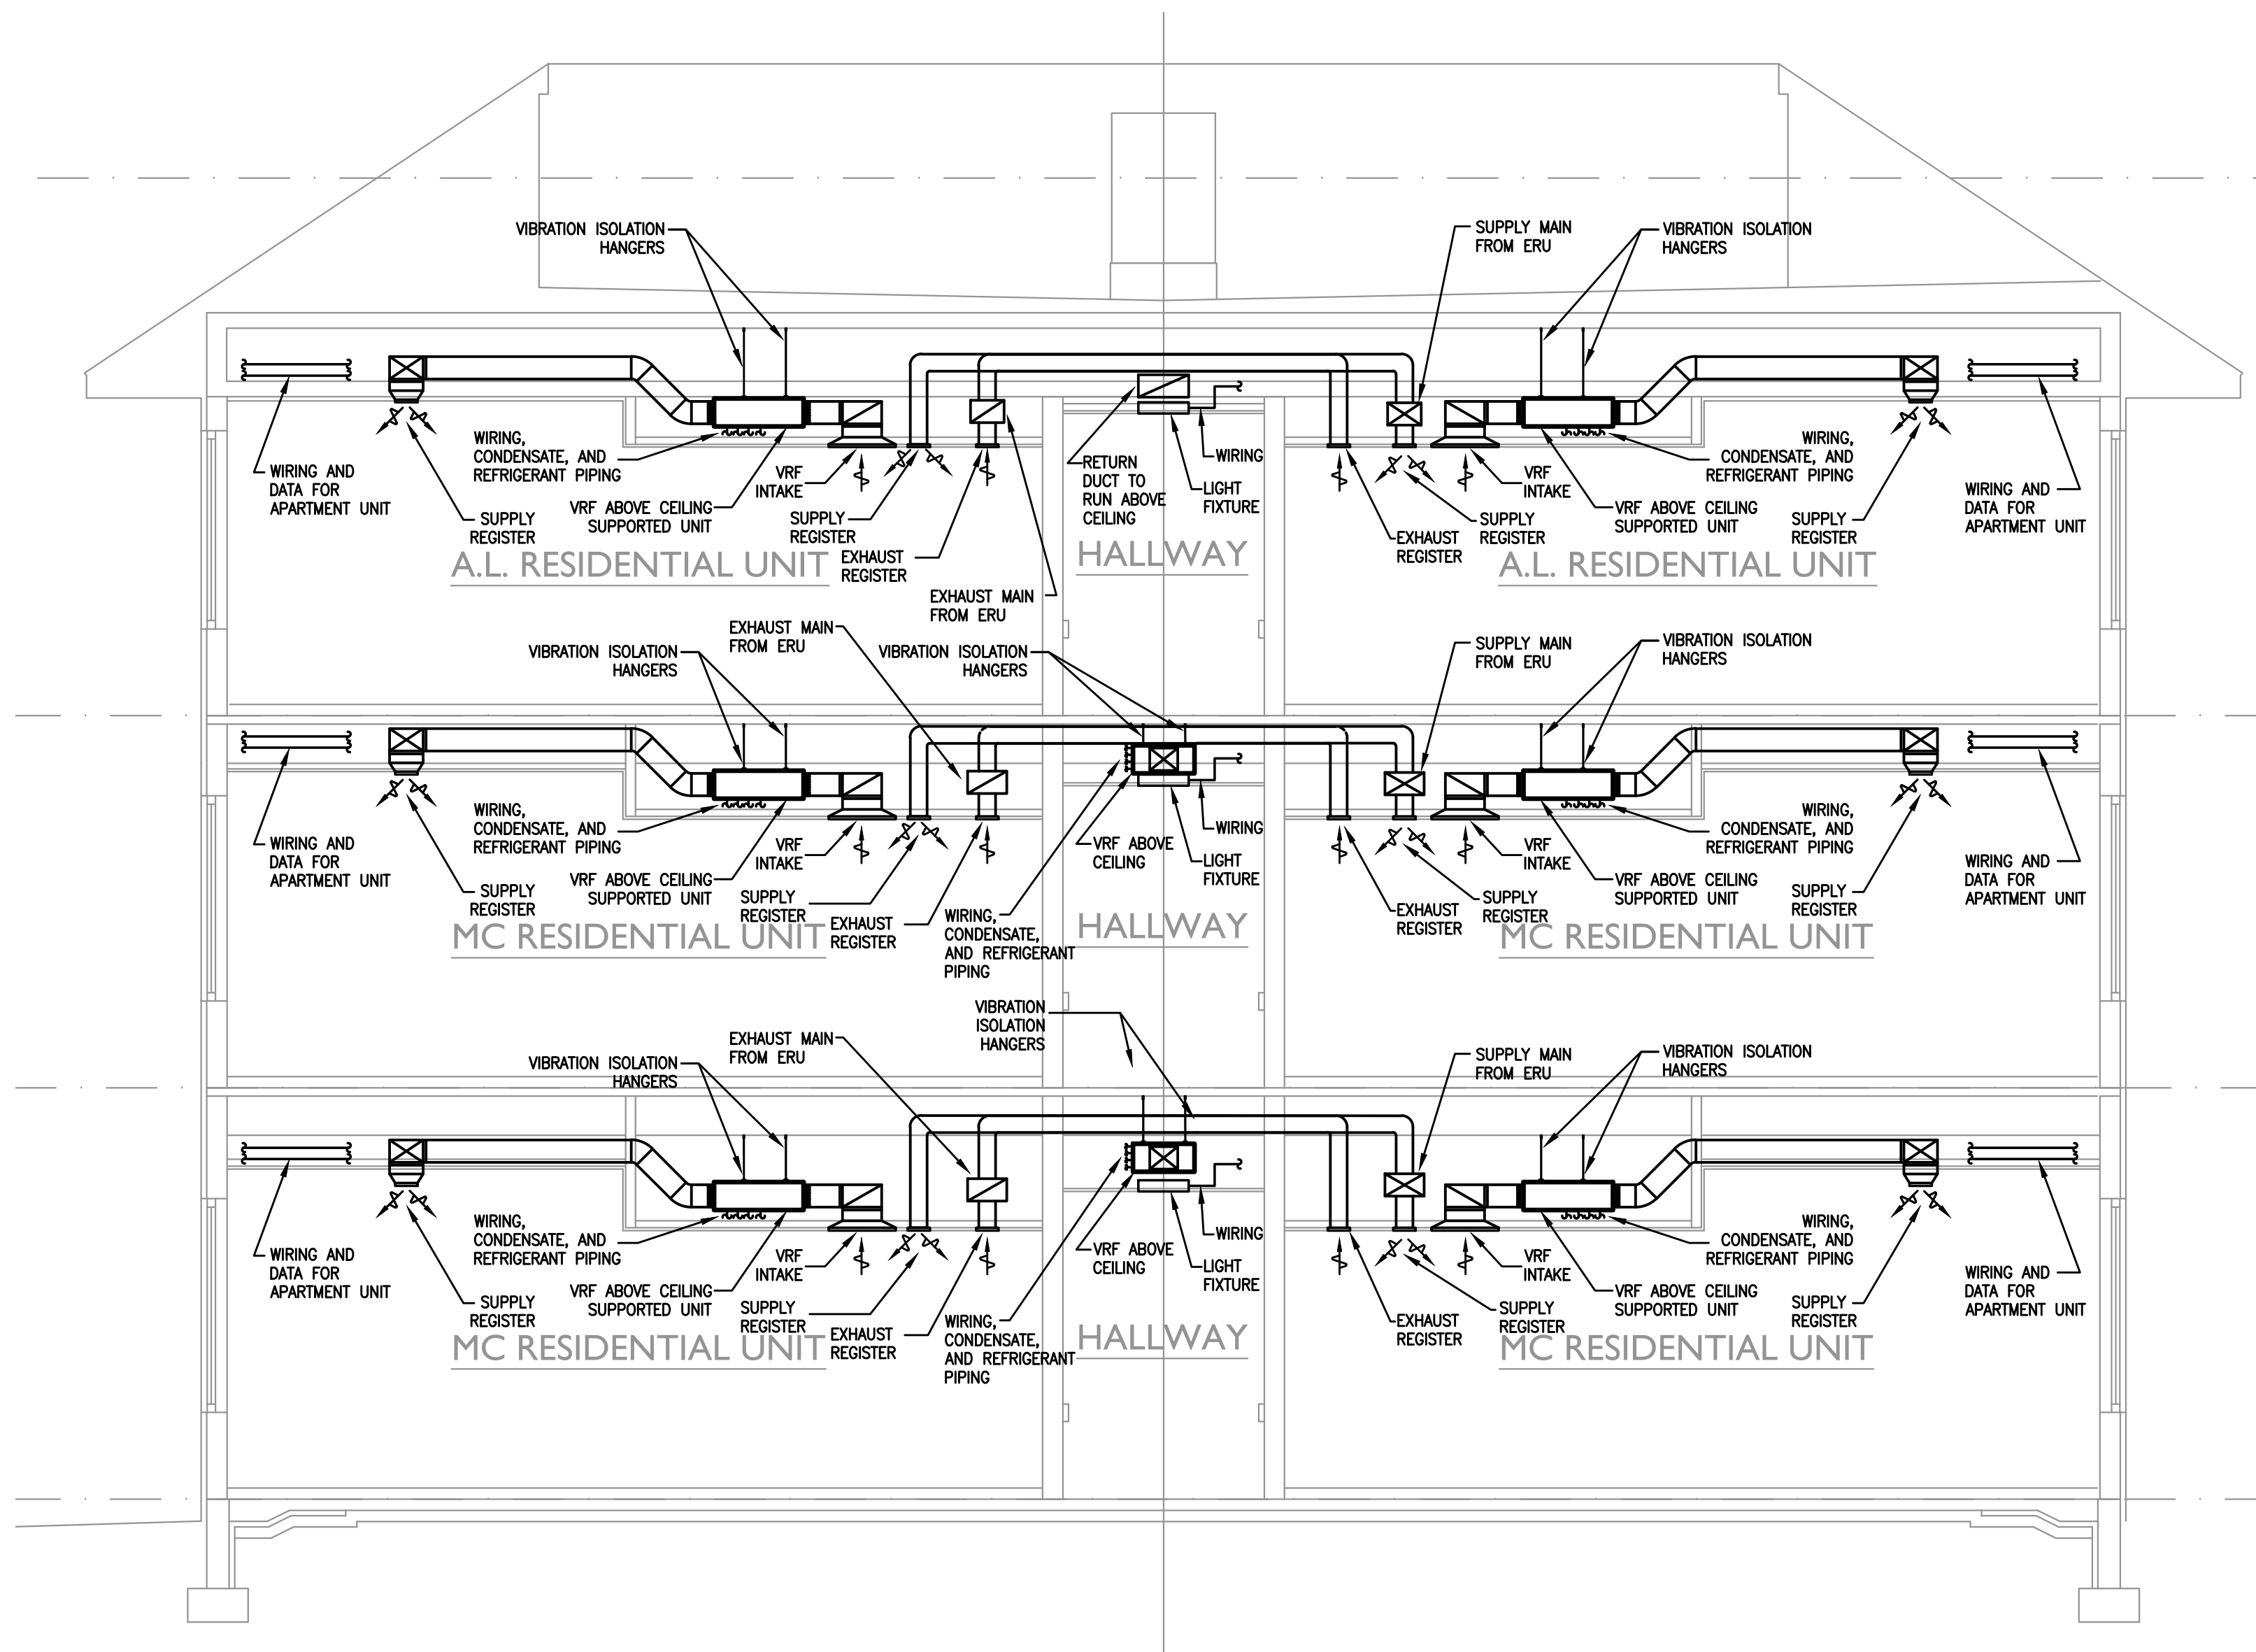 VIBRATION ISOLATION
HANGERS
SUPPLY MAIN
FROM ERU
VIBRATION ISOLATION
HANGERS
WIRING AND
DATA FOR
APARTMENT UNIT
SUPPLY
REGISTER
WIRING,
CONDENSATE, AND
REFRIGERANT PIPING
VRF ABOVE CEILING
SUPPORTED UNIT
VRF
INTAKE
SUPPLY
REGISTER
EXHAUST
REGISTER
EXHAUST MAIN
FROM ERU
RETURN
DUCT TO
RUN ABOVE
CEILING
WIRING
LIGHT
FIXTURE
EXHAUST
REGISTER
SUPPLY
REGISTER
VRF
INTAKE
VRF ABOVE CEILING
SUPPORTED UNIT
WIRING,
CONDENSATE, AND
REFRIGERANT PIPING
SUPPLY
REGISTER
WIRING AND
DATA FOR
APARTMENT UNIT
A.L. RESIDENTIAL UNIT
HALLWAY
A.L. RESIDENTIAL UNIT
VIBRATION ISOLATION
HANGERS
EXHAUST MAIN
FROM ERU
VIBRATION ISOLATION
HANGERS
SUPPLY MAIN
FROM ERU
VIBRATION ISOLATION
HANGERS
WIRING AND
DATA FOR
APARTMENT UNIT
SUPPLY
REGISTER
WIRING,
CONDENSATE, AND
REFRIGERANT PIPING
VRF ABOVE CEILING
SUPPORTED UNIT
VRF
INTAKE
SUPPLY
REGISTER
EXHAUST
REGISTER
WIRING,
CONDENSATE,
AND REFRIGERANT
PIPING
VRF ABOVE
CEILING
WIRING
LIGHT
FIXTURE
EXHAUST
REGISTER
SUPPLY
REGISTER
VRF
INTAKE
VRF ABOVE CEILING
SUPPORTED UNIT
WIRING,
CONDENSATE, AND
REFRIGERANT PIPING
SUPPLY
REGISTER
WIRING AND
DATA FOR
APARTMENT UNIT
MC RESIDENTIAL UNIT
HALLWAY
MC RESIDENTIAL UNIT
VIBRATION ISOLATION
HANGERS
EXHAUST MAIN
FROM ERU
VIBRATION
ISOLATION
HANGERS
SUPPLY MAIN
FROM ERU
VIBRATION ISOLATION
HANGERS
WIRING AND
DATA FOR
APARTMENT UNIT
SUPPLY
REGISTER
WIRING,
CONDENSATE, AND
REFRIGERANT PIPING
VRF ABOVE CEILING
SUPPORTED UNIT
VRF
INTAKE
SUPPLY
REGISTER
EXHAUST
REGISTER
WIRING,
CONDENSATE,
AND REFRIGERANT
PIPING
VRF ABOVE
CEILING
WIRING
LIGHT
FIXTURE
EXHAUST
REGISTER
SUPPLY
REGISTER
VRF
INTAKE
VRF ABOVE CEILING
SUPPORTED UNIT
WIRING,
CONDENSATE, AND
REFRIGERANT PIPING
SUPPLY
REGISTER
WIRING AND
DATA FOR
APARTMENT UNIT
MC RESIDENTIAL UNIT
HALLWAY
MC RESIDENTIAL UNIT